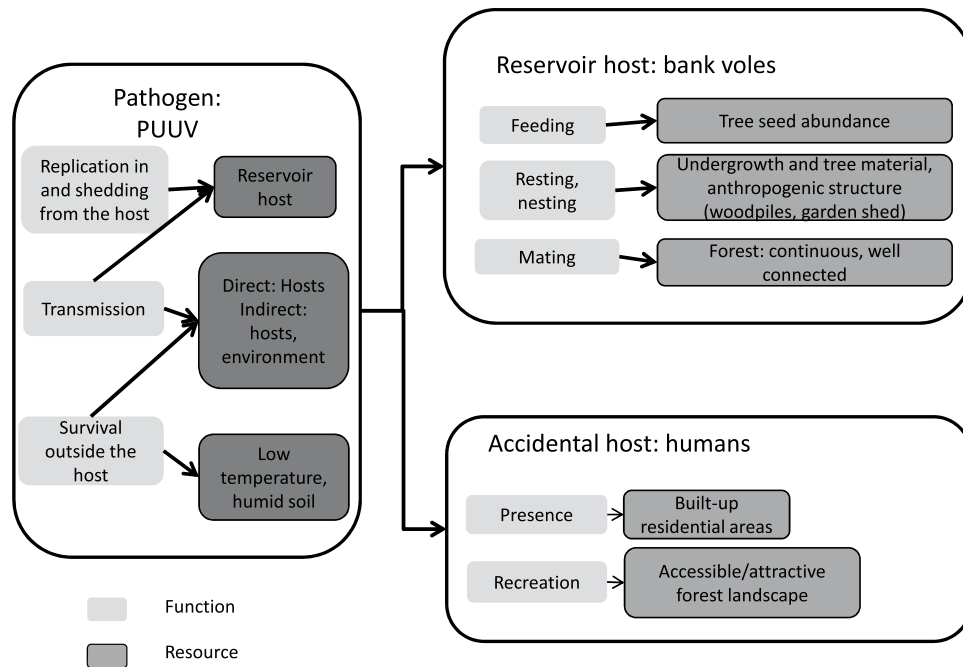 Pathogen:
PUUV
Replication in
and shedding
from the host
Reservoir
host
Transmission
Direct: Hosts
Indirect:
hosts,
environment
Survival
outside the
host
Low
temperature,
humid soil
Function
Resource
Reservoir host: bank voles
Feeding
Tree seed abundance
Resting,
nesting
Undergrowth and tree material,
anthropogenic structure
(woodpiles, garden shed)
Mating
Forest: continuous, well
connected
Accidental host: humans
Presence
Built-up
residential areas
Recreation
Accessible/attractive
forest landscape